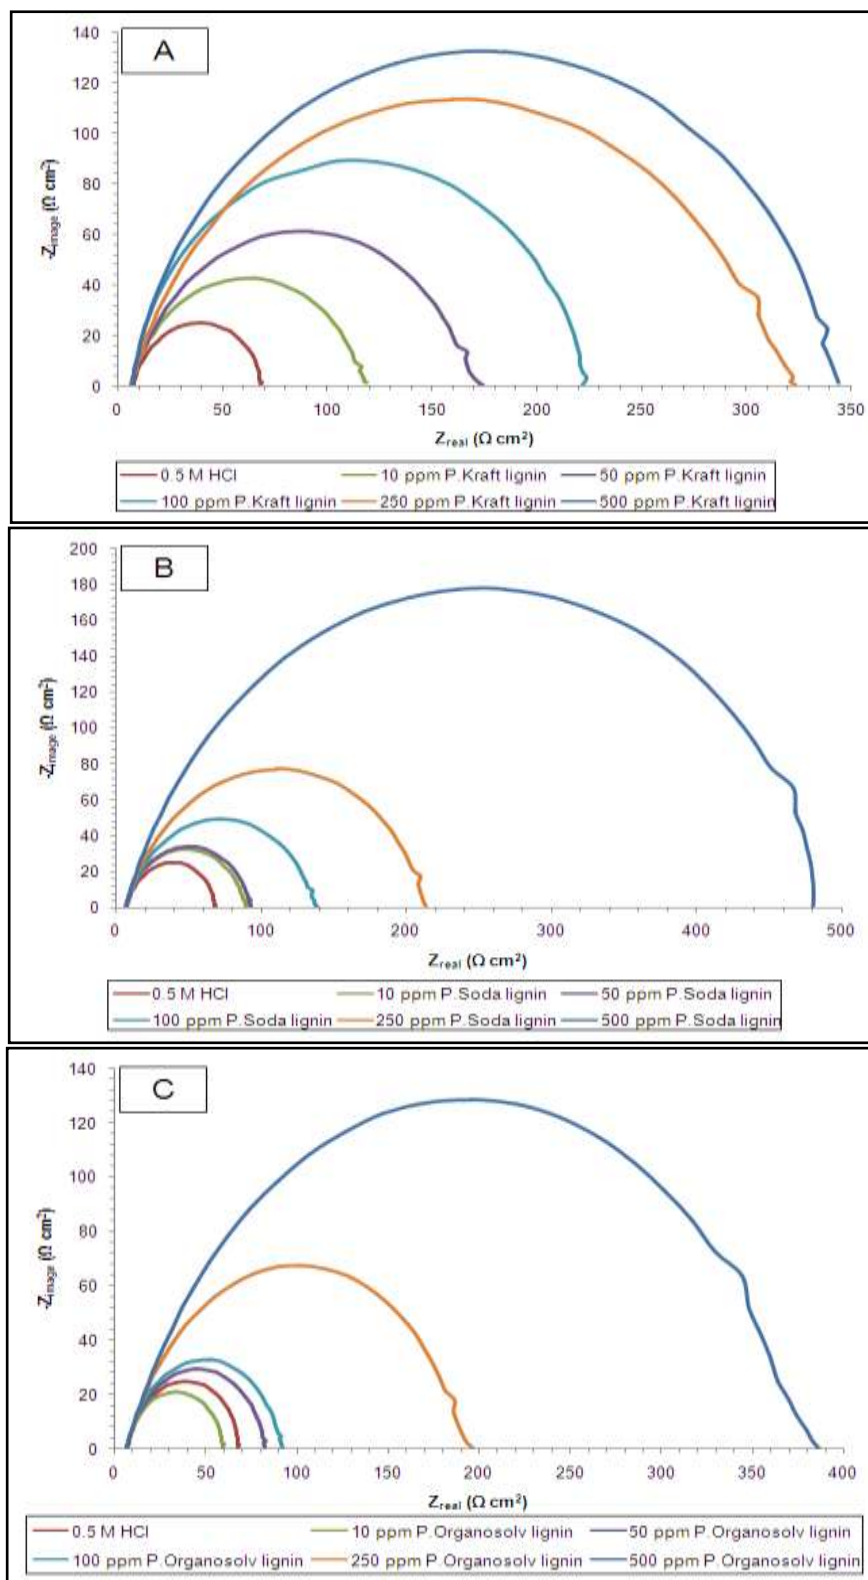 A
140
120
100
80
60
40
20
0
-Zimage (Ω cm²)
0 50 100 150 200 250 300 350
Zreal (Ω cm²)
0.5 M HCl 10 ppm P.Kraft lignin 50 ppm P.Kraft lignin
100 ppm P.Kraft lignin 250 ppm P.Kraft lignin 500 ppm P.Kraft lignin
B
200
180
160
140
120
100
80
60
40
20
0
-Zimage (Ω cm²)
0 100 200 300 400 500
Zreal (Ω cm²)
0.5 M HCl 10 ppm P.Soda lignin 50 ppm P.Soda lignin
100 ppm P.Soda lignin 250 ppm P.Soda lignin 500 ppm P.Soda lignin
C
140
120
100
80
60
40
20
0
-Zimage (Ω cm²)
0 50 100 150 200 250 300 350 400
Zreal (Ω cm²)
0.5 M HCl 10 ppm P.Organosolv lignin 50 ppm P.Organosolv lignin
100 ppm P.Organosolv lignin 250 ppm P.Organosolv lignin 500 ppm P.Organosolv lignin